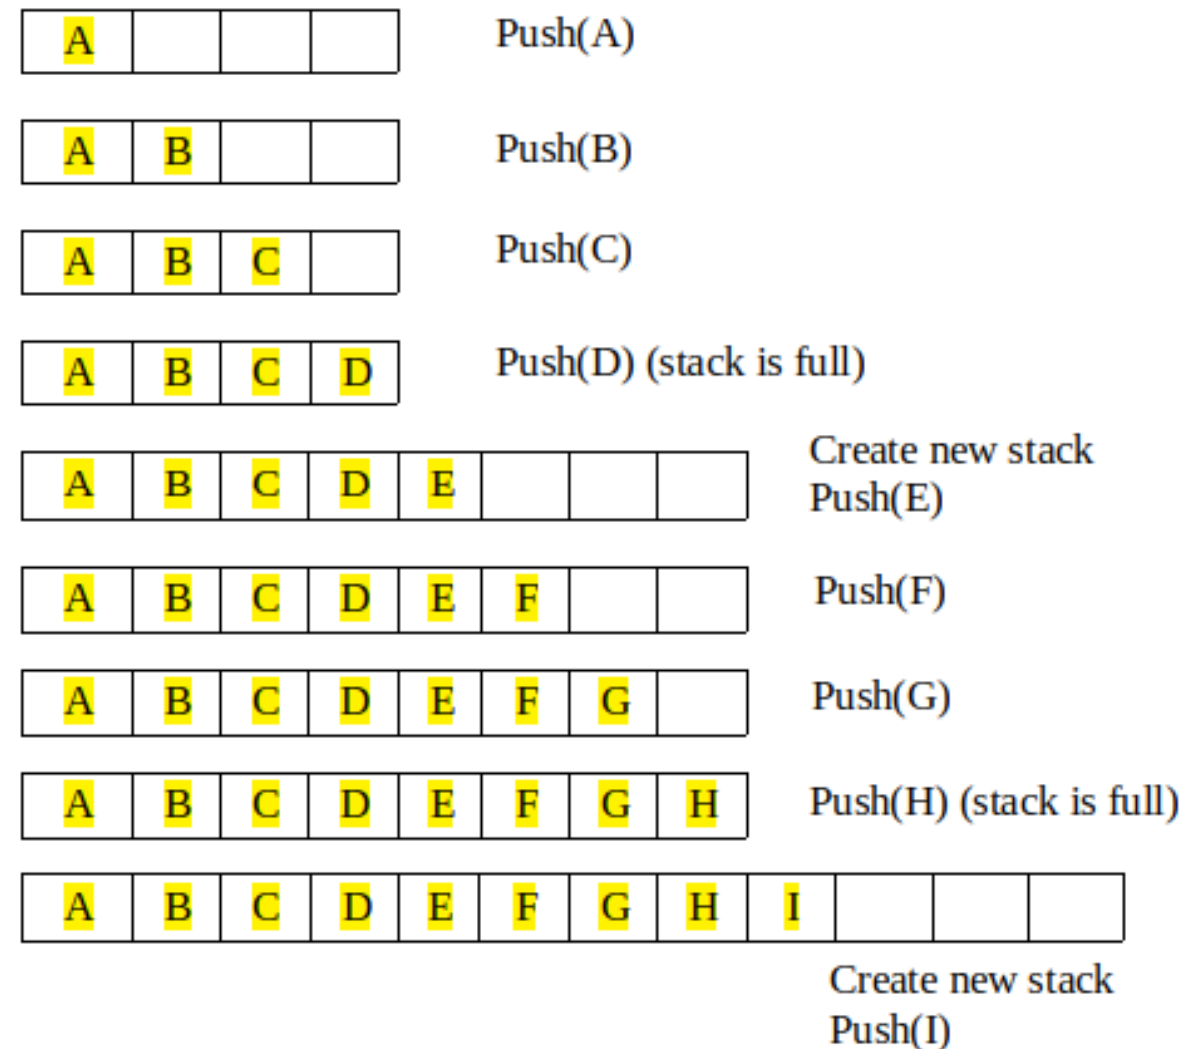 A Push(A)
A B Push(B)
A B C Push(C)
A B C D Push(D) (stack is full)
Create new stack
A B C D E Push(E)
A B C D E F Push(F)
A B C D E F G Push(G)
A B C D E F G H Push(H) (stack is full)
A B C D E F G H I
Create new stack
Push(I)